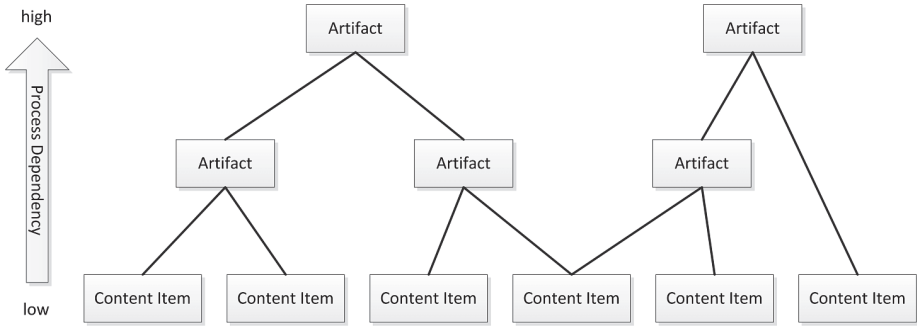 high
Artifact
Artifact
Process Dependency
Artifact
Artifact
Artifact
Content Item
Content Item
Content Item
Content Item
Content Item
Content Item
low